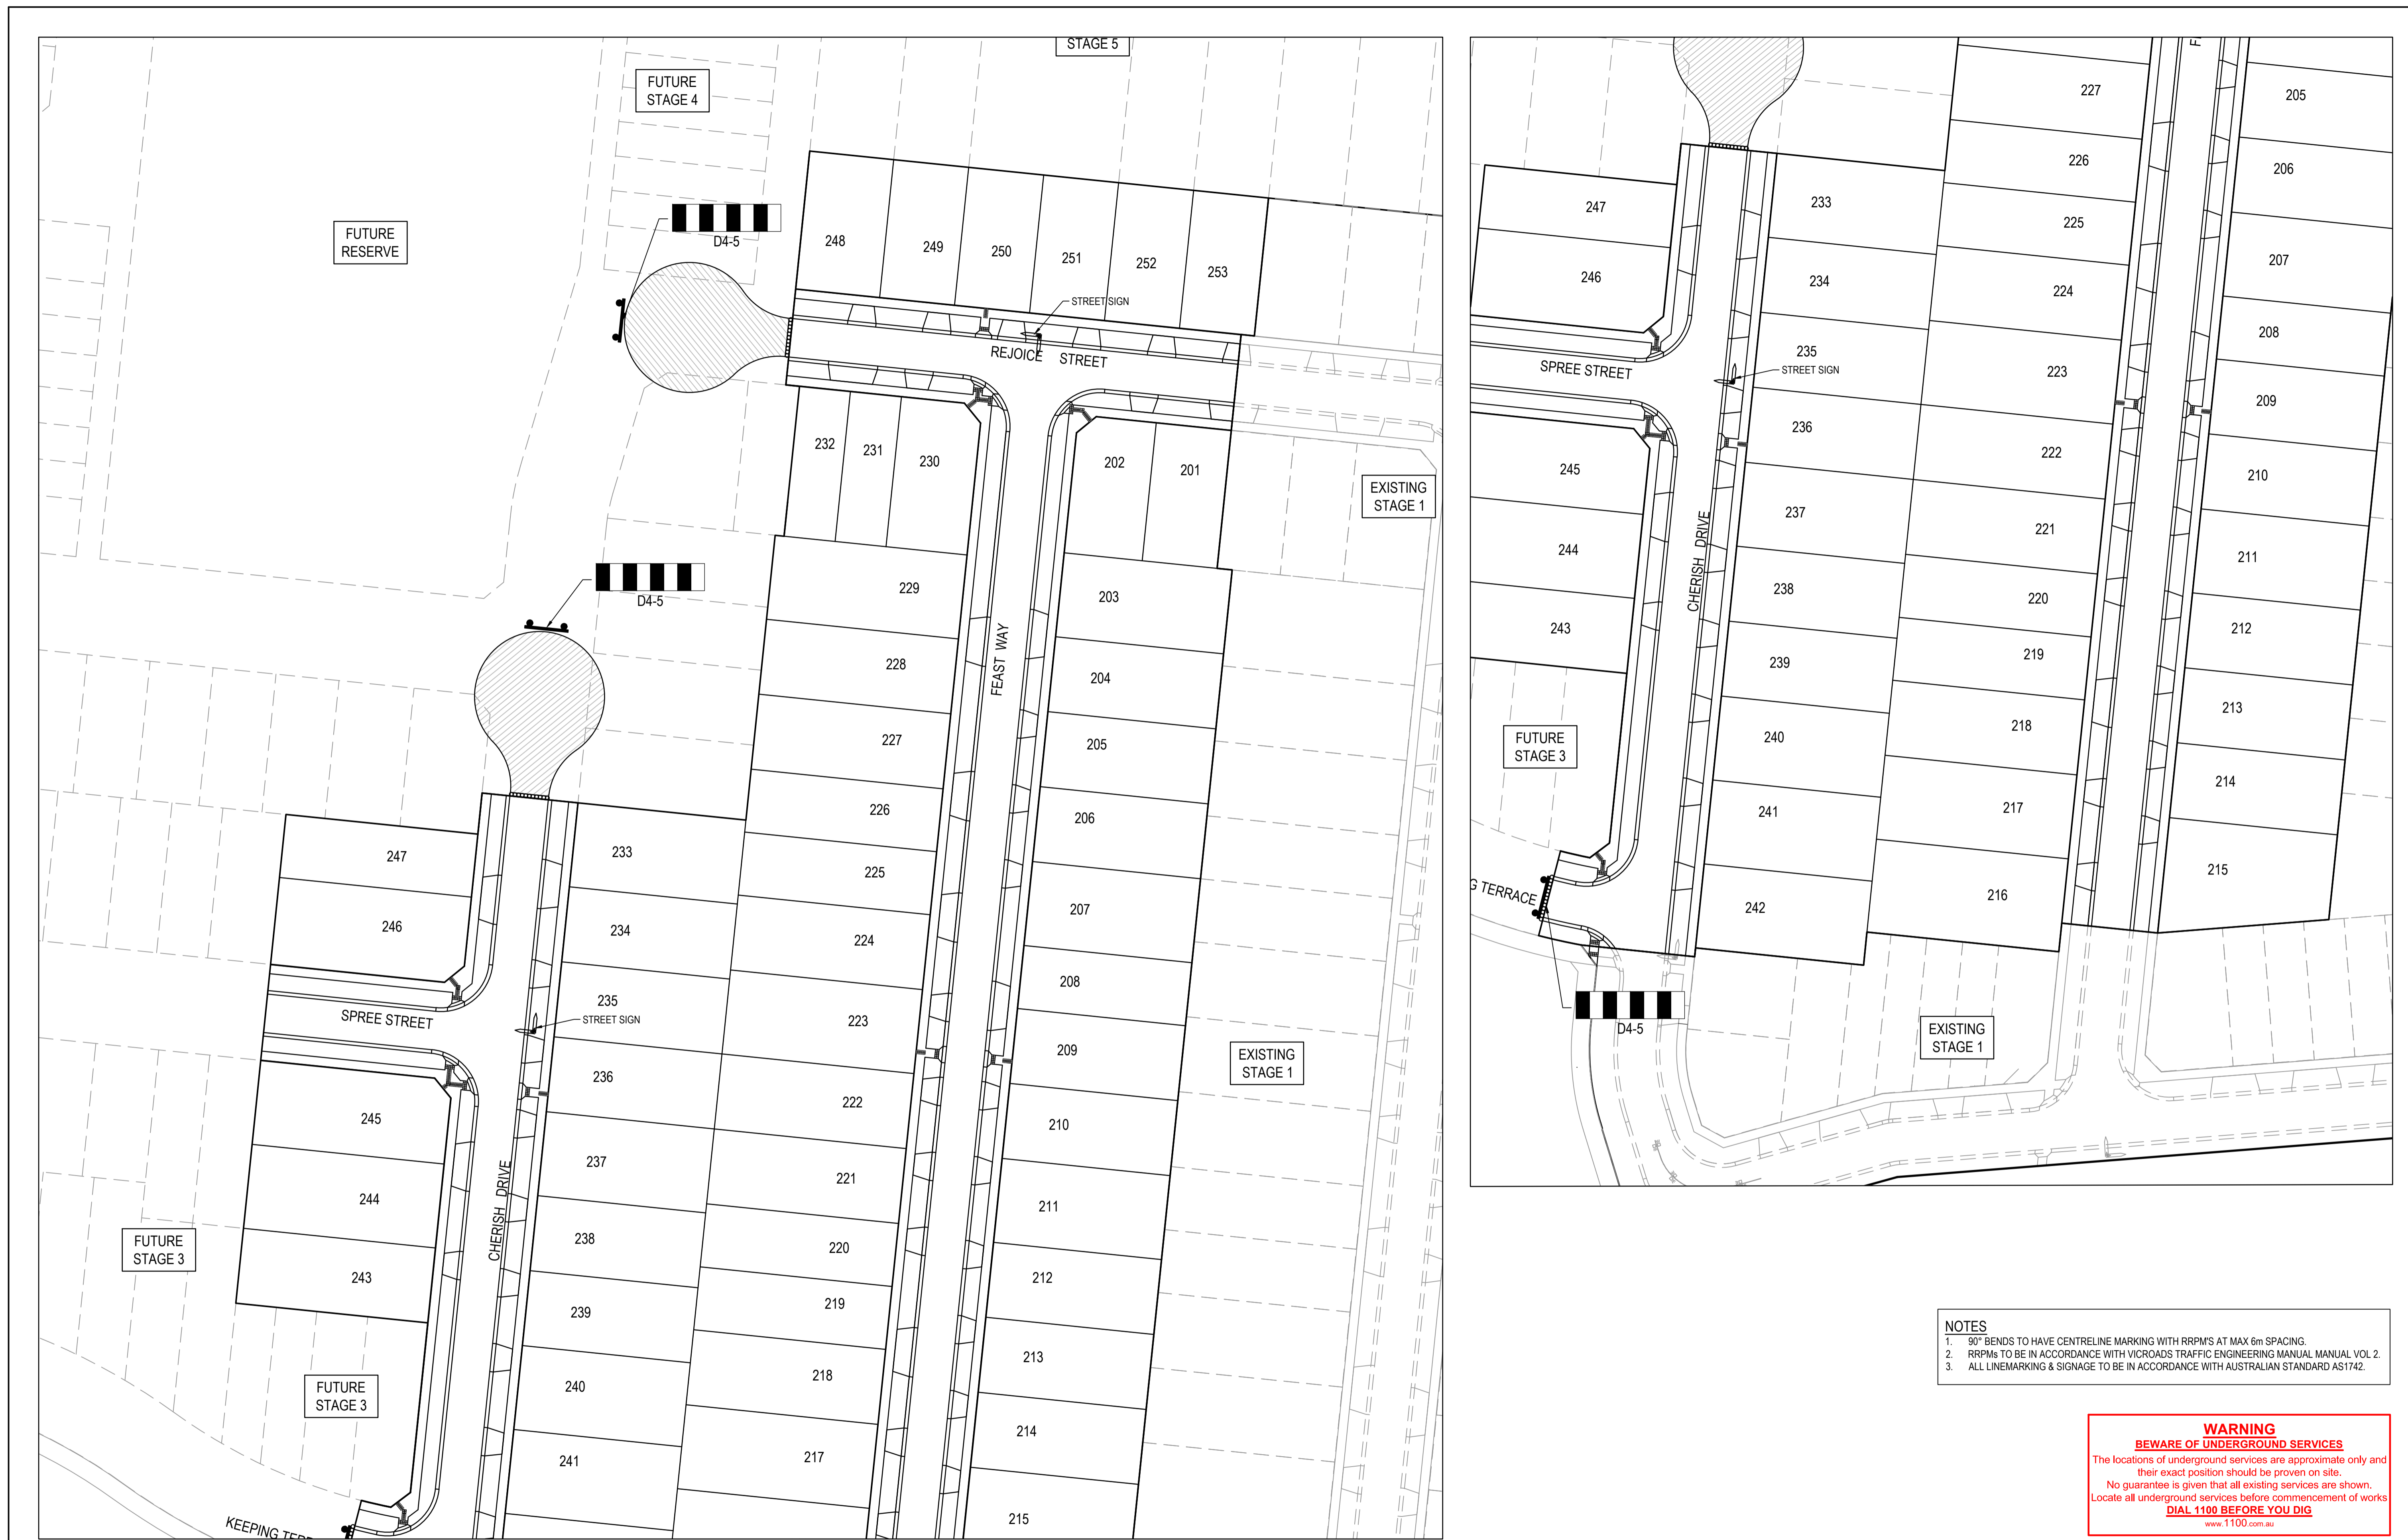 STAGE 5
FUTURE
STAGE 4
FUTURE
RESERVE
D4-5
248
249
250
251
252
253
STREET SIGN
REJOICE STREET
232
231
230
202
201
EXISTING
STAGE 1
D4-5
229
203
228
204
FEAST WAY
227
205
226
206
225
207
224
208
223
209
222
210
221
211
220
212
219
213
218
214
217
215
EXISTING
STAGE 1
247
246
233
234
235
STREET SIGN
SPREE STREET
236
245
237
244
238
243
239
240
241
CHERISH DRIVE
FUTURE
STAGE 3
FUTURE
STAGE 3
KEEPING
227
205
226
206
225
207
224
208
223
209
222
210
221
211
220
212
219
213
218
214
217
215
216
247
246
233
234
235
STREET SIGN
SPREE STREET
236
245
237
244
238
243
239
240
241
242
CHERISH DRIVE
FUTURE
STAGE 3
G TERRACE
D4-5
EXISTING
STAGE 1
NOTES
1. 90° BENDS TO HAVE CENTRELINE MARKING WITH RRPM'S AT MAX 6m SPACING.
2. RRPMs TO BE IN ACCORDANCE WITH VICROADS TRAFFIC ENGINEERING MANUAL MANUAL VOL 2.
3. ALL LINEMARKING & SIGNAGE TO BE IN ACCORDANCE WITH AUSTRALIAN STANDARD AS1742.
WARNING
BEWARE OF UNDERGROUND SERVICES
The locations of underground services are approximate only and
their exact position should be proven on site.
No guarantee is given that all existing services are shown.
Locate all underground services before commencement of works
DIAL 1100 BEFORE YOU DIG
www.1100.com.au